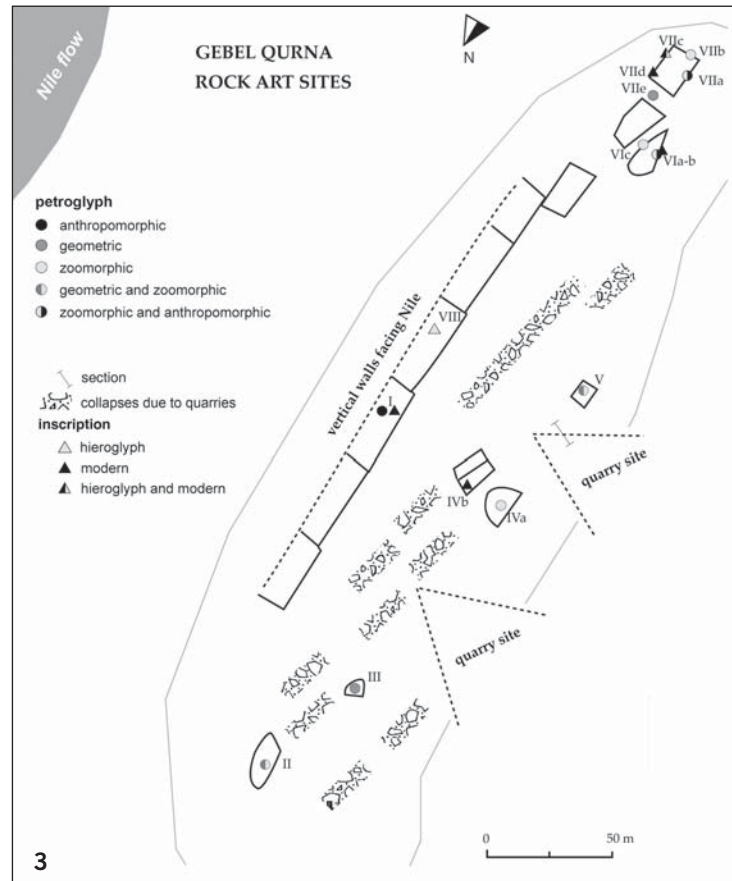 GEBEL QURNA
ROCK ART SITES
Nile flow
N
VIIc
VIIb
VIId
VIIa
VIIe
VIc
VIa-b
petroglyph
anthropomorphic
geometric
zoomorphic
geometric and zoomorphic
zoomorphic and anthropomorphic
section
collapses due to quarries
inscription
hieroglyph
modern
hieroglyph and modern
vertical walls facing Nile
VIII
I
V
quarry site
IVb
IVa
quarry site
III
II
0
50 m
3